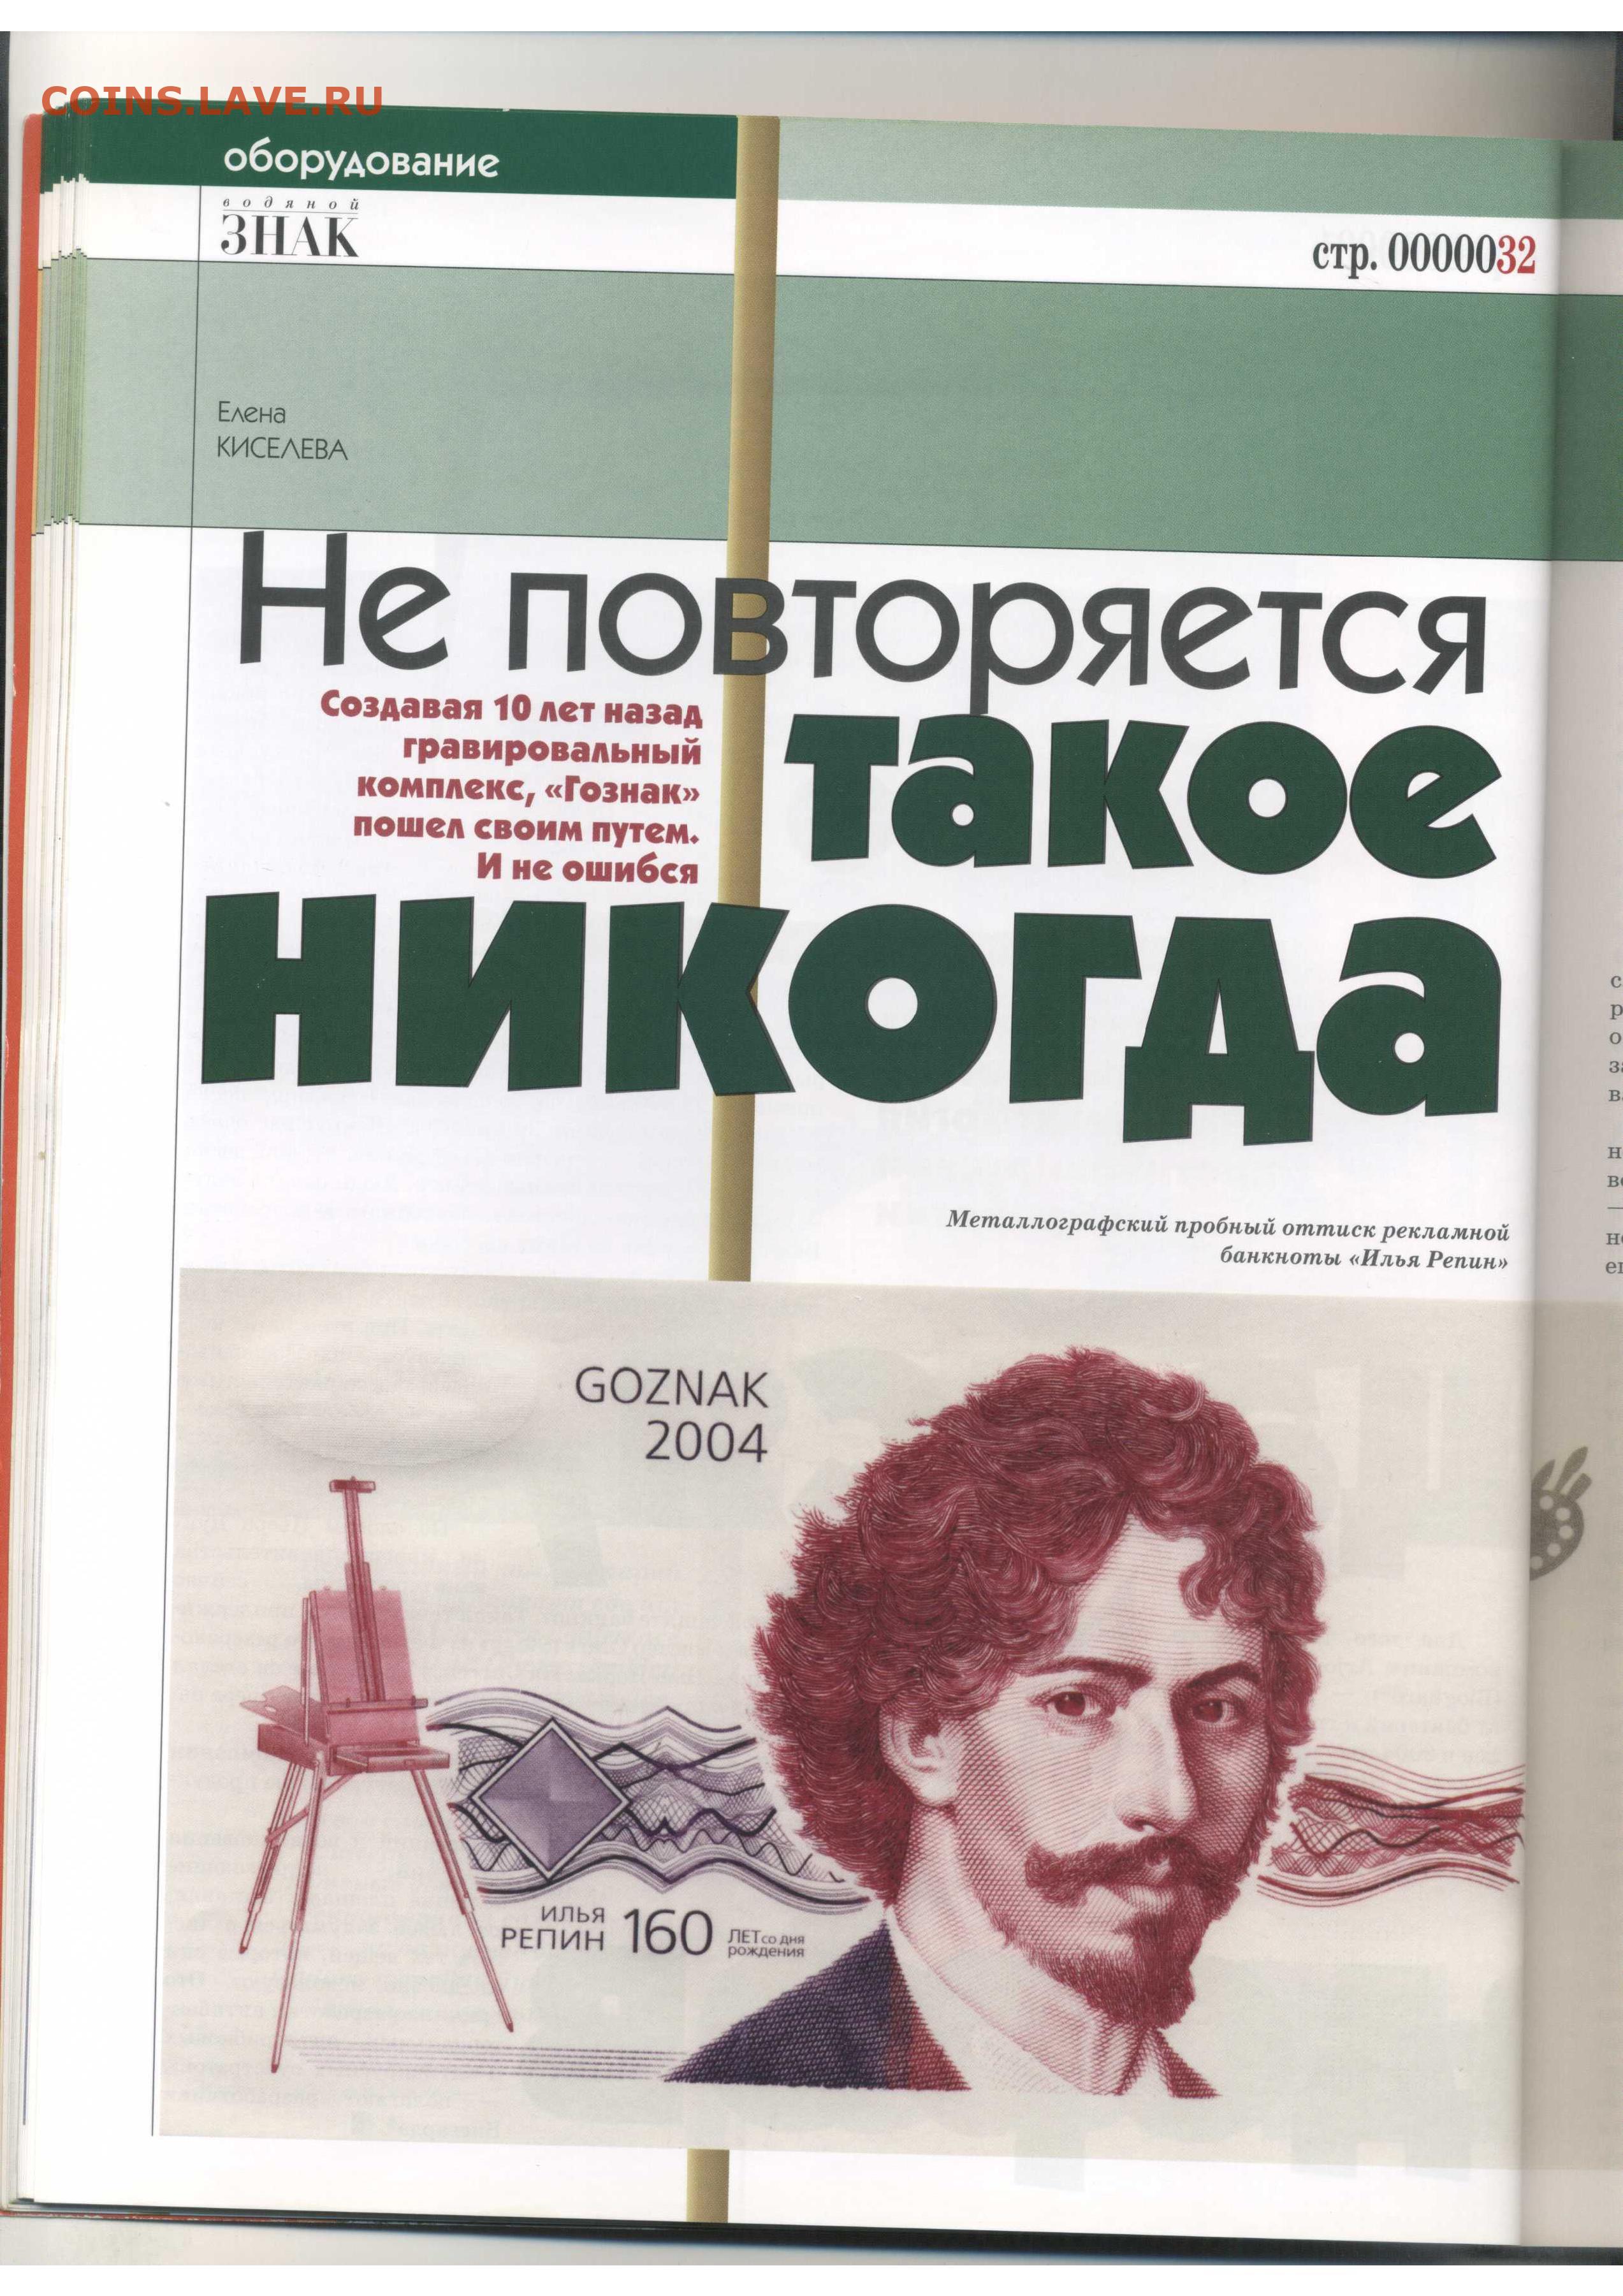 COINS.LAVE.RU
оборудование
водяной
ЗНАК
стр. 0000032
Елена
КИСЕЛЕВА
Не повторяется
Создавая 10 лет назад
гравировальный
комплекс, «Гознак»
пошел своим путем.
И не ошибся
такое
никогда
Металлографский пробный оттиск рекламной
банкноты «Илья Репин»
GOZNAK
2004
ИЛЬЯ
РЕПИН 160 ЛЕТ со дня
рождения